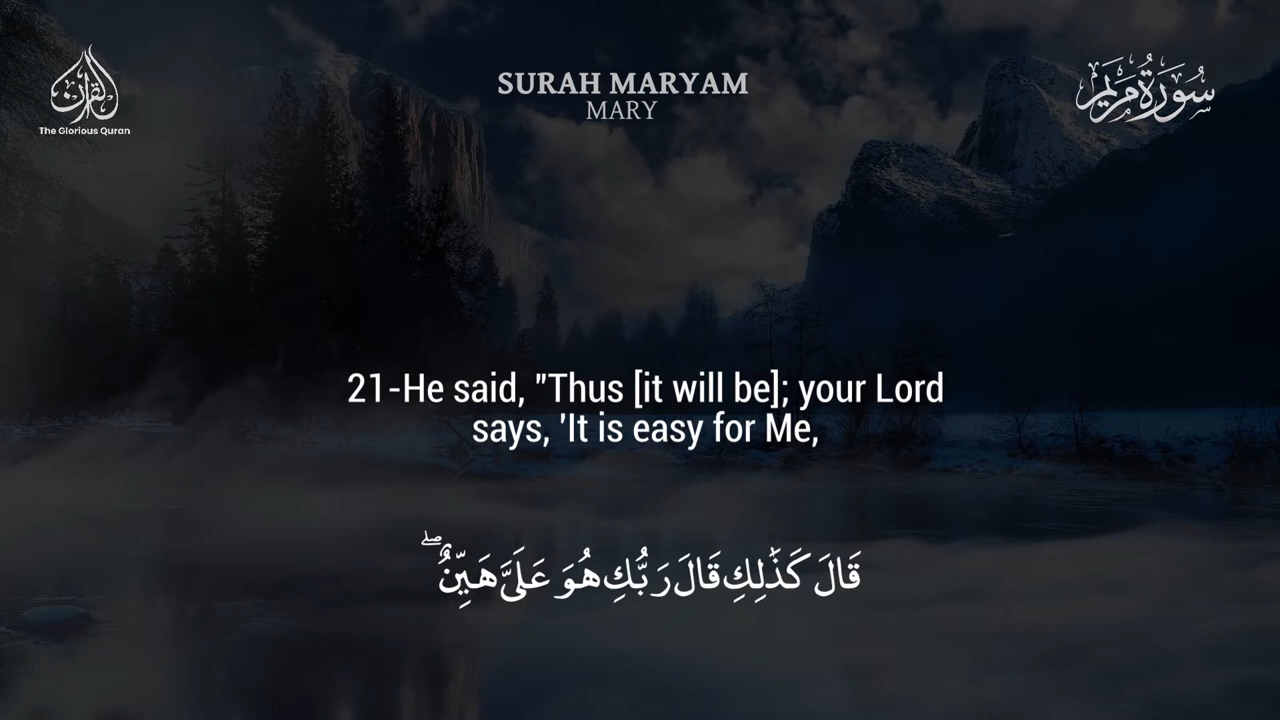 القرآن
The Glorious Quran
SURAH MARYAM
MARY
سُورَةُ مَرْيَم
21-He said, "Thus [it will be]; your Lord
says, 'It is easy for Me,
قَالَ كَذَٰلِكِ قَالَ رَبُّكِ هُوَ عَلَىَّ هَيِّنٌۭ ۖ